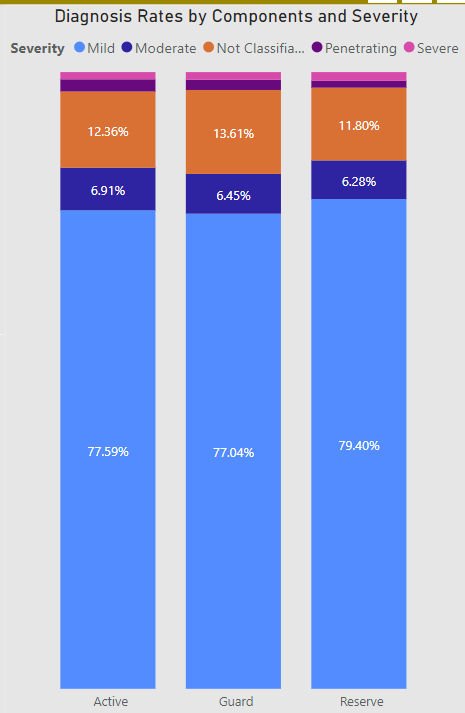 Diagnosis Rates by Components and Severity
Severity Mild Moderate Not Classifia... Penetrating Severe
12.36% 13.61% 11.80%
6.91% 6.45% 6.28%
77.59% 77.04% 79.40%
Active Guard Reserve